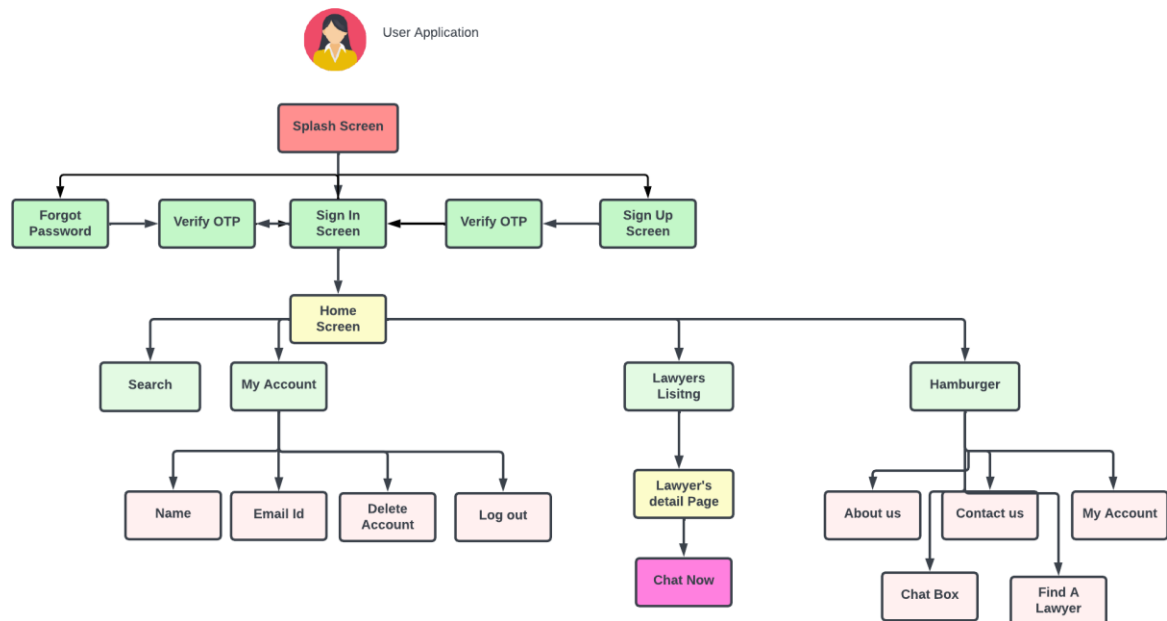 User Application
Splash Screen
Forgot
Password
Verify OTP
Sign In
Screen
Verify OTP
Sign Up
Screen
Home
Screen
Search
My Account
Lawyers
Lisitng
Hamburger
Name
Email Id
Delete
Account
Log out
Lawyer's
detail Page
About us
Contact us
My Account
Chat Now
Chat Box
Find A
Lawyer